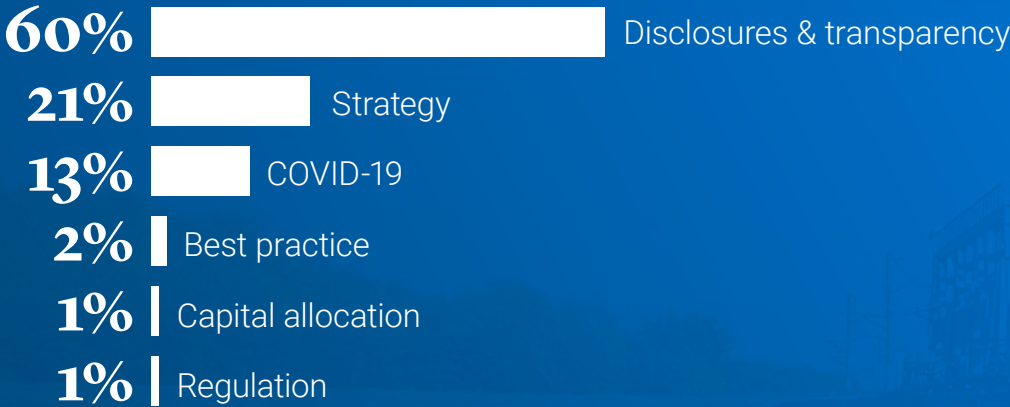 60% Disclosures & transparency
21% Strategy
13% COVID-19
2% Best practice
1% Capital allocation
1% Regulation